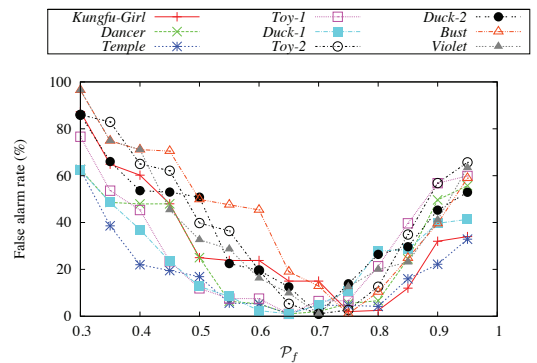 Kungfu-Girl Toy-1 Duck-2
Dancer Duck-1 Bust
Temple Toy-2 Violet
False alarm rate (%)
100
80
60
40
20
0
0.3 0.4 0.5 0.6 0.7 0.8 0.9 1
𝒫f